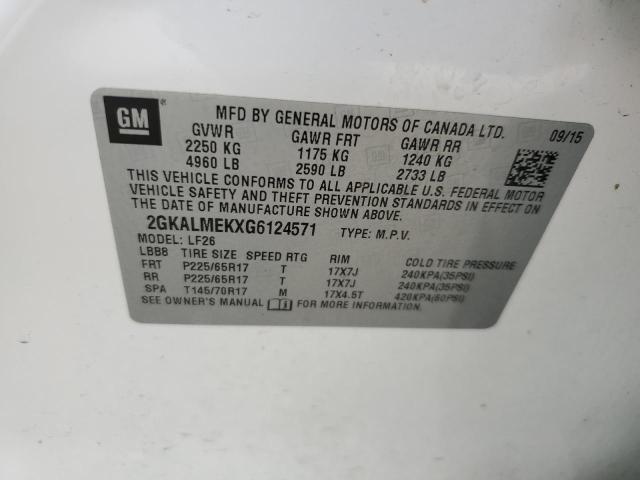 GM
MFD BY GENERAL MOTORS OF CANADA LTD. 09/15
GVWR GAWR FRT GAWR RR
2250 KG 1175 KG 1240 KG
4960 LB 2590 LB 2733 LB
THIS VEHICLE CONFORMS TO ALL APPLICABLE U.S. FEDERAL MOTOR
VEHICLE SAFETY AND THEFT PREVENTION STANDARDS IN EFFECT ON
THE DATE OF MANUFACTURE SHOWN ABOVE.
2GKALMEKXG6124571 TYPE: M.P.V.
MODEL: LF26
LBBB TIRE SIZE SPEED RTG RIM COLD TIRE PRESSURE
FRT P225/65R17 T 17X7J 240KPA(35PSI)
RR P225/65R17 T 17X7J 240KPA(35PSI)
SPA T145/70R17 M 17X4.5T 420KPA(60PSI)
SEE OWNER'S MANUAL FOR MORE INFORMATION.